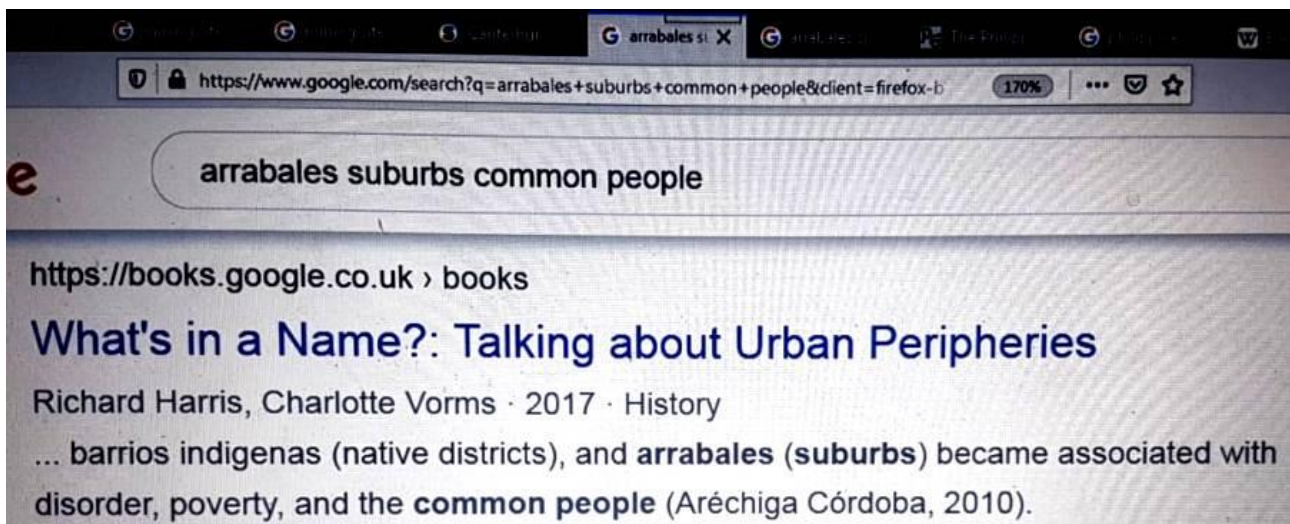 arrabales su
https://www.google.com/search?q=arrabales+suburbs+common+people&client=firefox-b 170%
e arrabales suburbs common people
https://books.google.co.uk › books
What's in a Name?: Talking about Urban Peripheries
Richard Harris, Charlotte Vorms · 2017 · History
... barrios indigenas (native districts), and arrabales (suburbs) became associated with
disorder, poverty, and the common people (Aréchiga Córdoba, 2010).